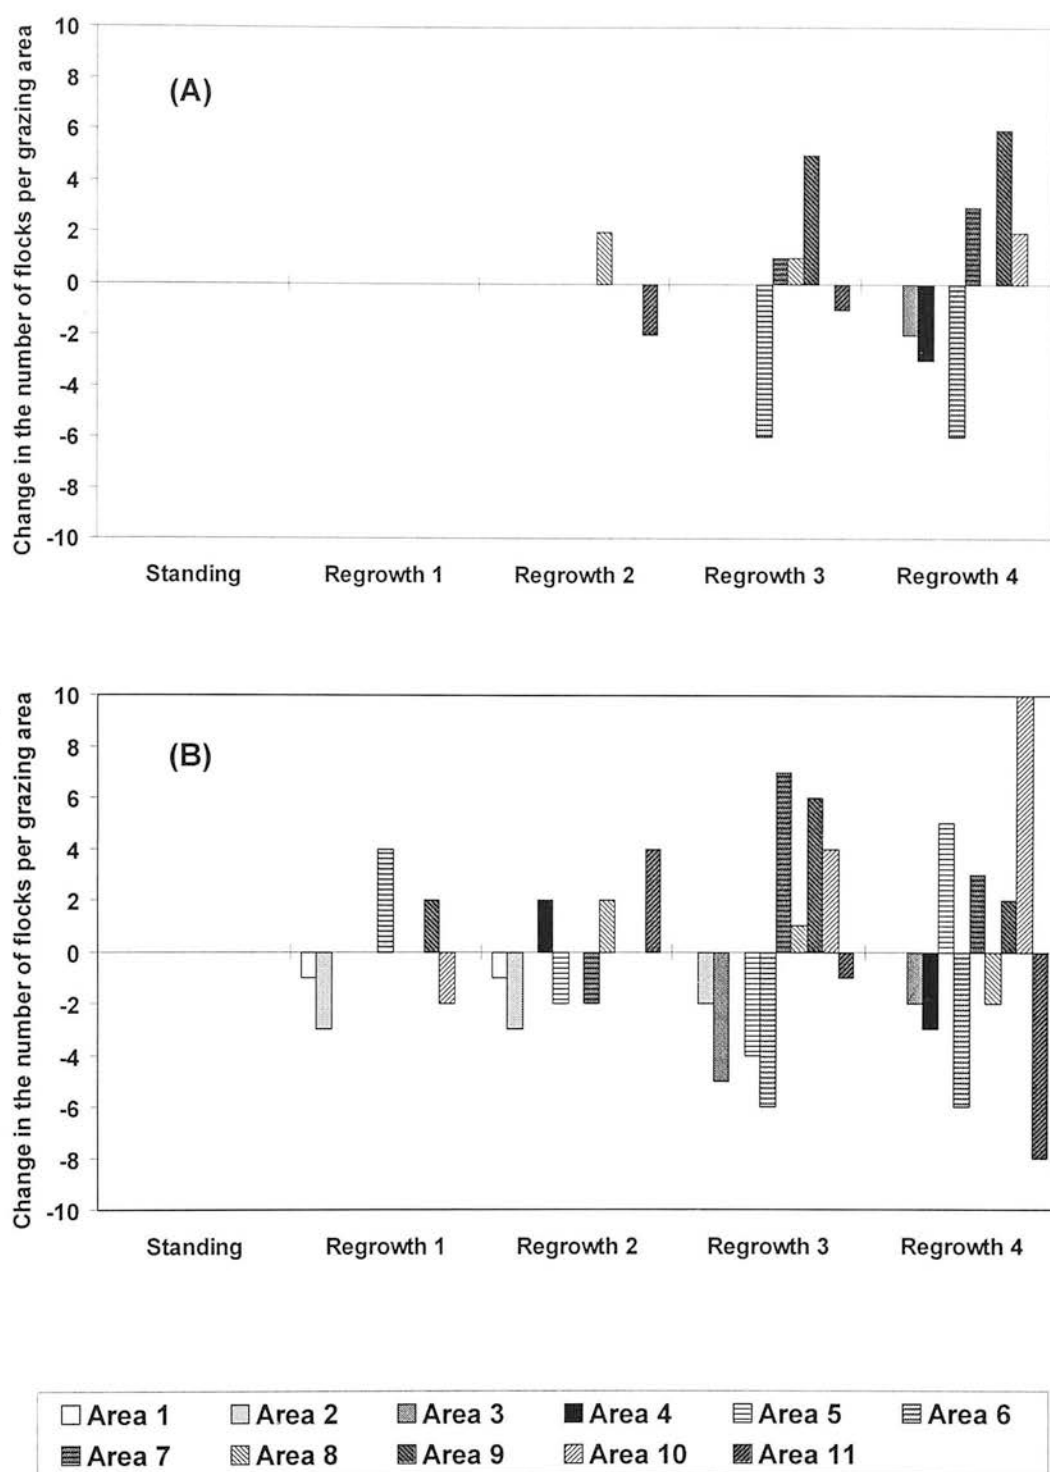 Change in the number of flocks per grazing area
10
8
6
4
2
0
-2
-4
-6
-8
-10
(A)
Standing Regrowth 1 Regrowth 2 Regrowth 3 Regrowth 4
Change in the number of flocks per grazing area
10
8
6
4
2
0
-2
-4
-6
-8
-10
(B)
Standing Regrowth 1 Regrowth 2 Regrowth 3 Regrowth 4
Area 1 Area 2 Area 3 Area 4 Area 5 Area 6
Area 7 Area 8 Area 9 Area 10 Area 11